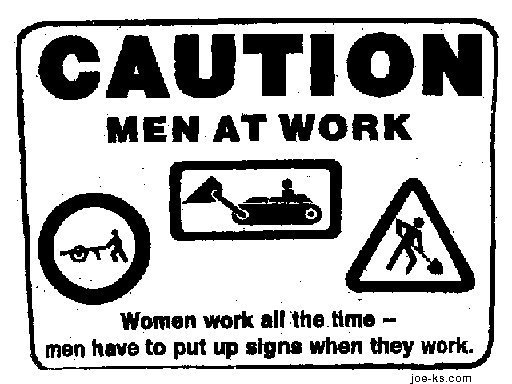 CAUTION
MEN AT WORK
Women work all the time –
men have to put up signs when they work.
joe-ks.com